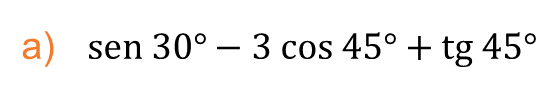 a) sen 30° − 3 cos 45° + tg 45°